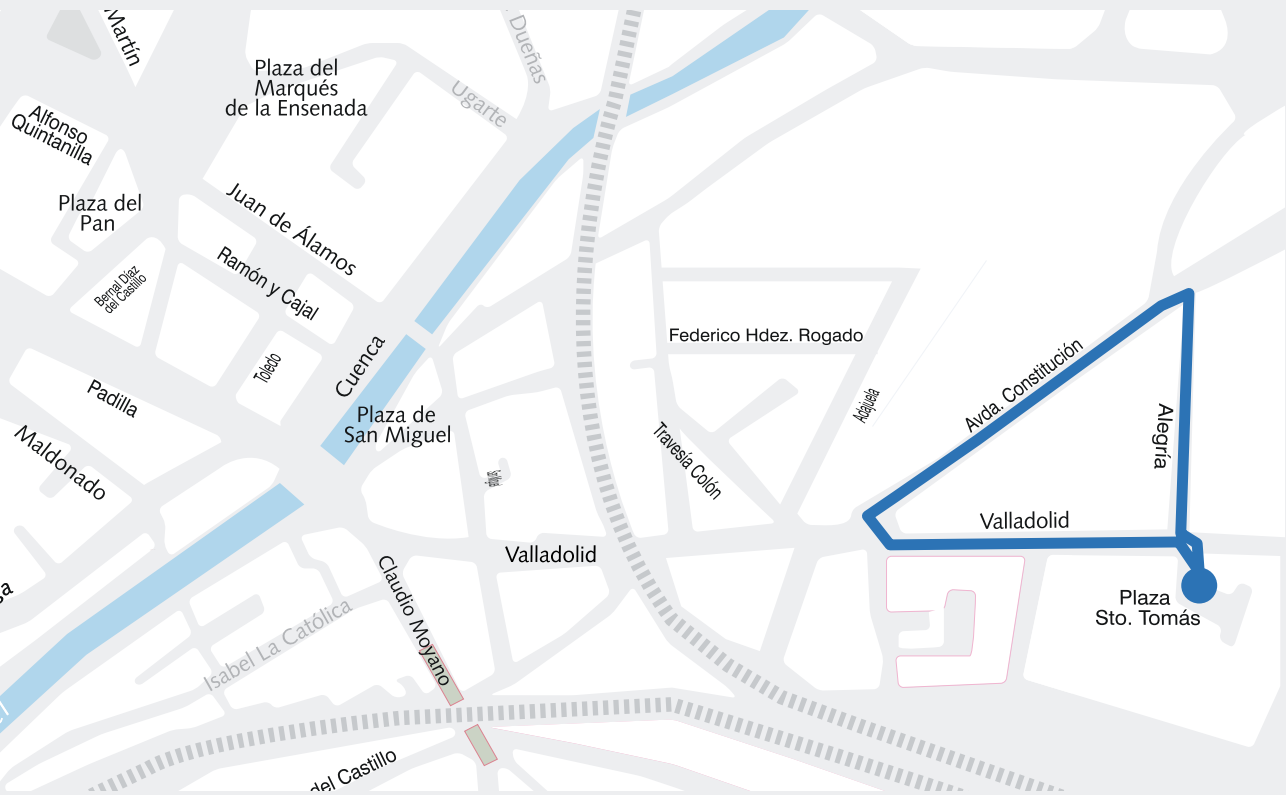 Martín
Dueñas
Plaza del
Marqués
de la Ensenada
Ugarte
Alfonso
Quintanilla
Plaza del
Pan
Juan de Álamos
Ramón y Cajal
Bernal Díaz
del Castillo
Federico Hdez. Rogado
Cuenca
Toledo
Avda. Constitución
Padilla
Adajuela
Plaza de
San Miguel
Alegría
Maldonado
Travesía Colón
Valladolid
Valladolid
Claudio Moyano
Plaza
Sto. Tomás
Isabel La Católica
del Castillo